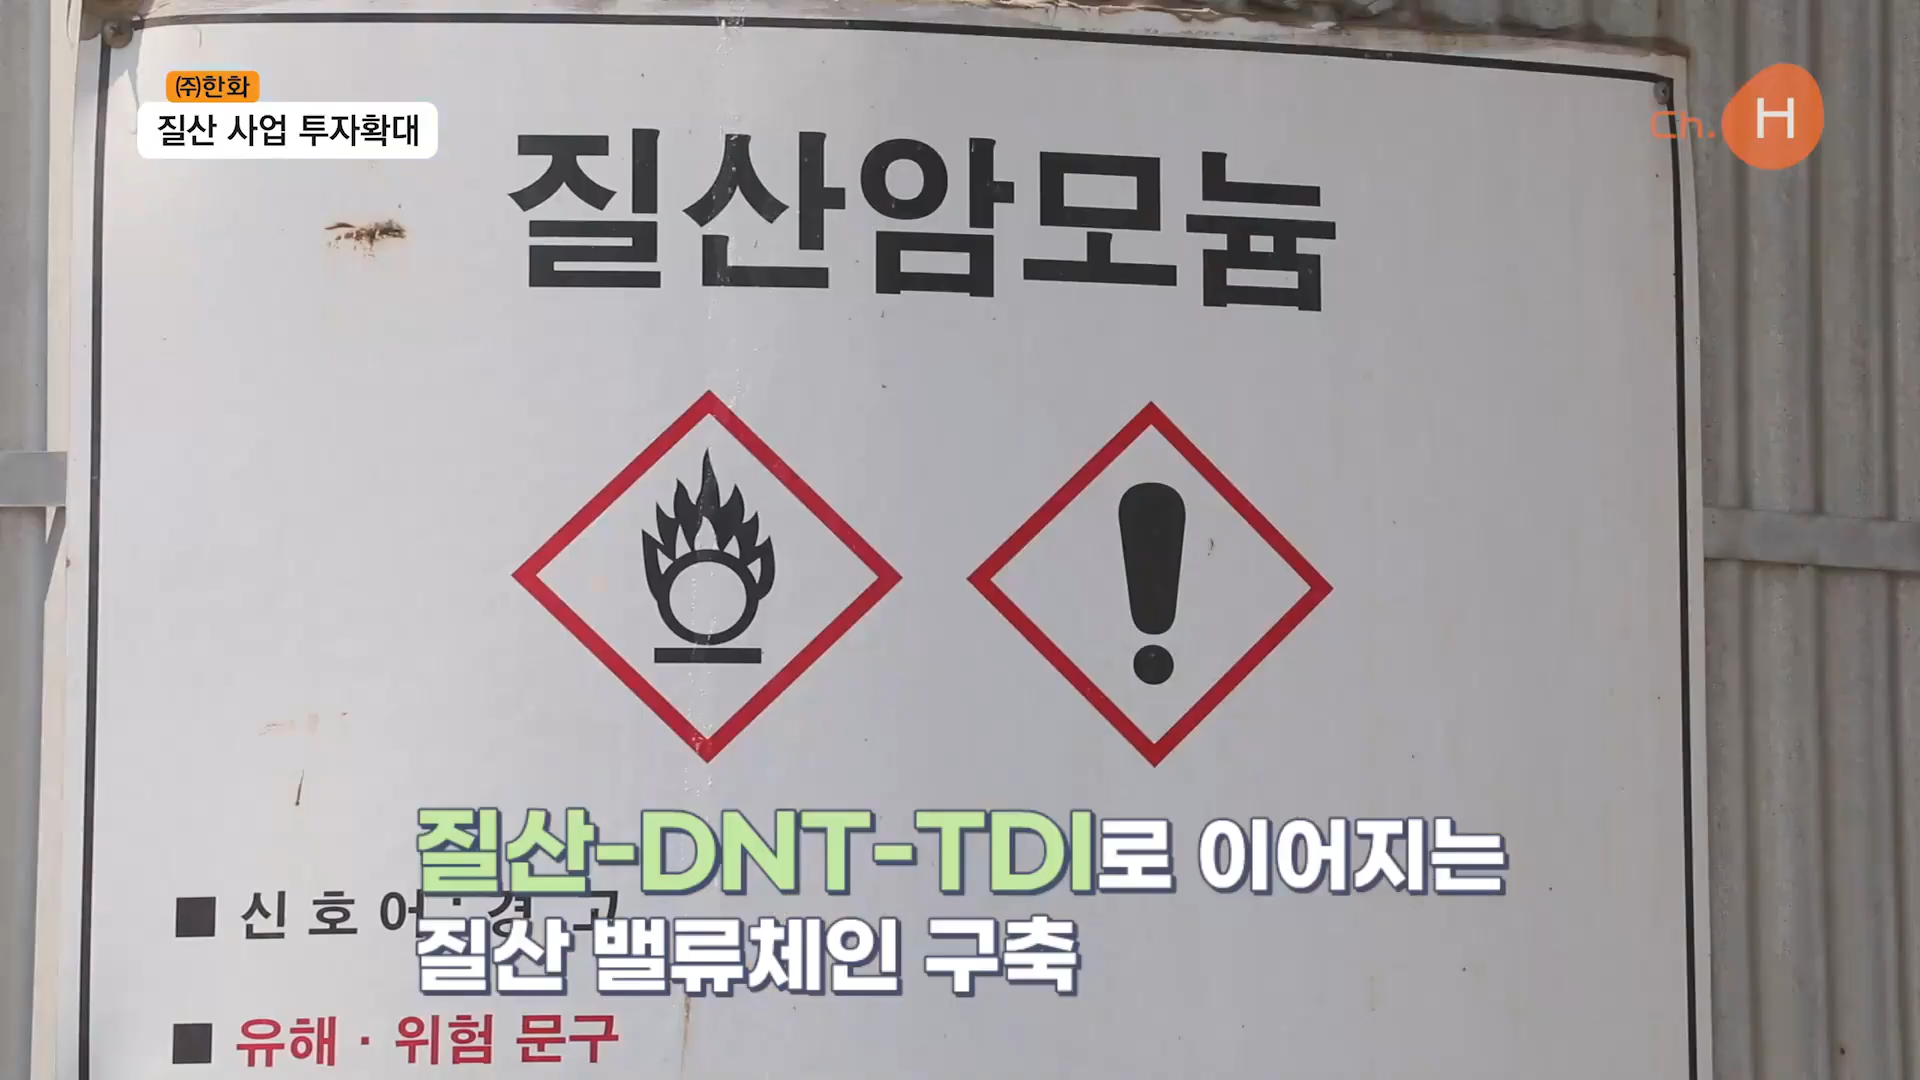 ㈜한화
질산 사업 투자확대
Ch. H
질산암모늄
질산-DNT-TDI로 이어지는
■ 신호어 : 경고
질산 밸류체인 구축
■ 유해 · 위험 문구